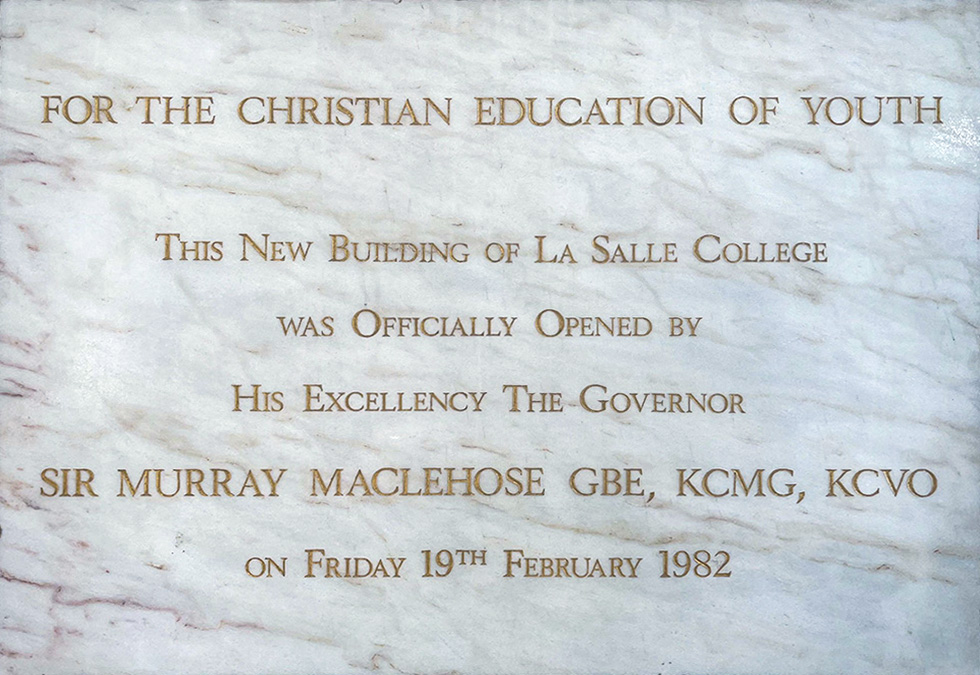 FOR THE CHRISTIAN EDUCATION OF YOUTH
THIS NEW BUILDING OF LA SALLE COLLEGE
WAS OFFICIALLY OPENED BY
HIS EXCELLENCY THE GOVERNOR
SIR MURRAY MACLEHOSE GBE, KCMG, KCVO
ON FRIDAY 19TH FEBRUARY 1982